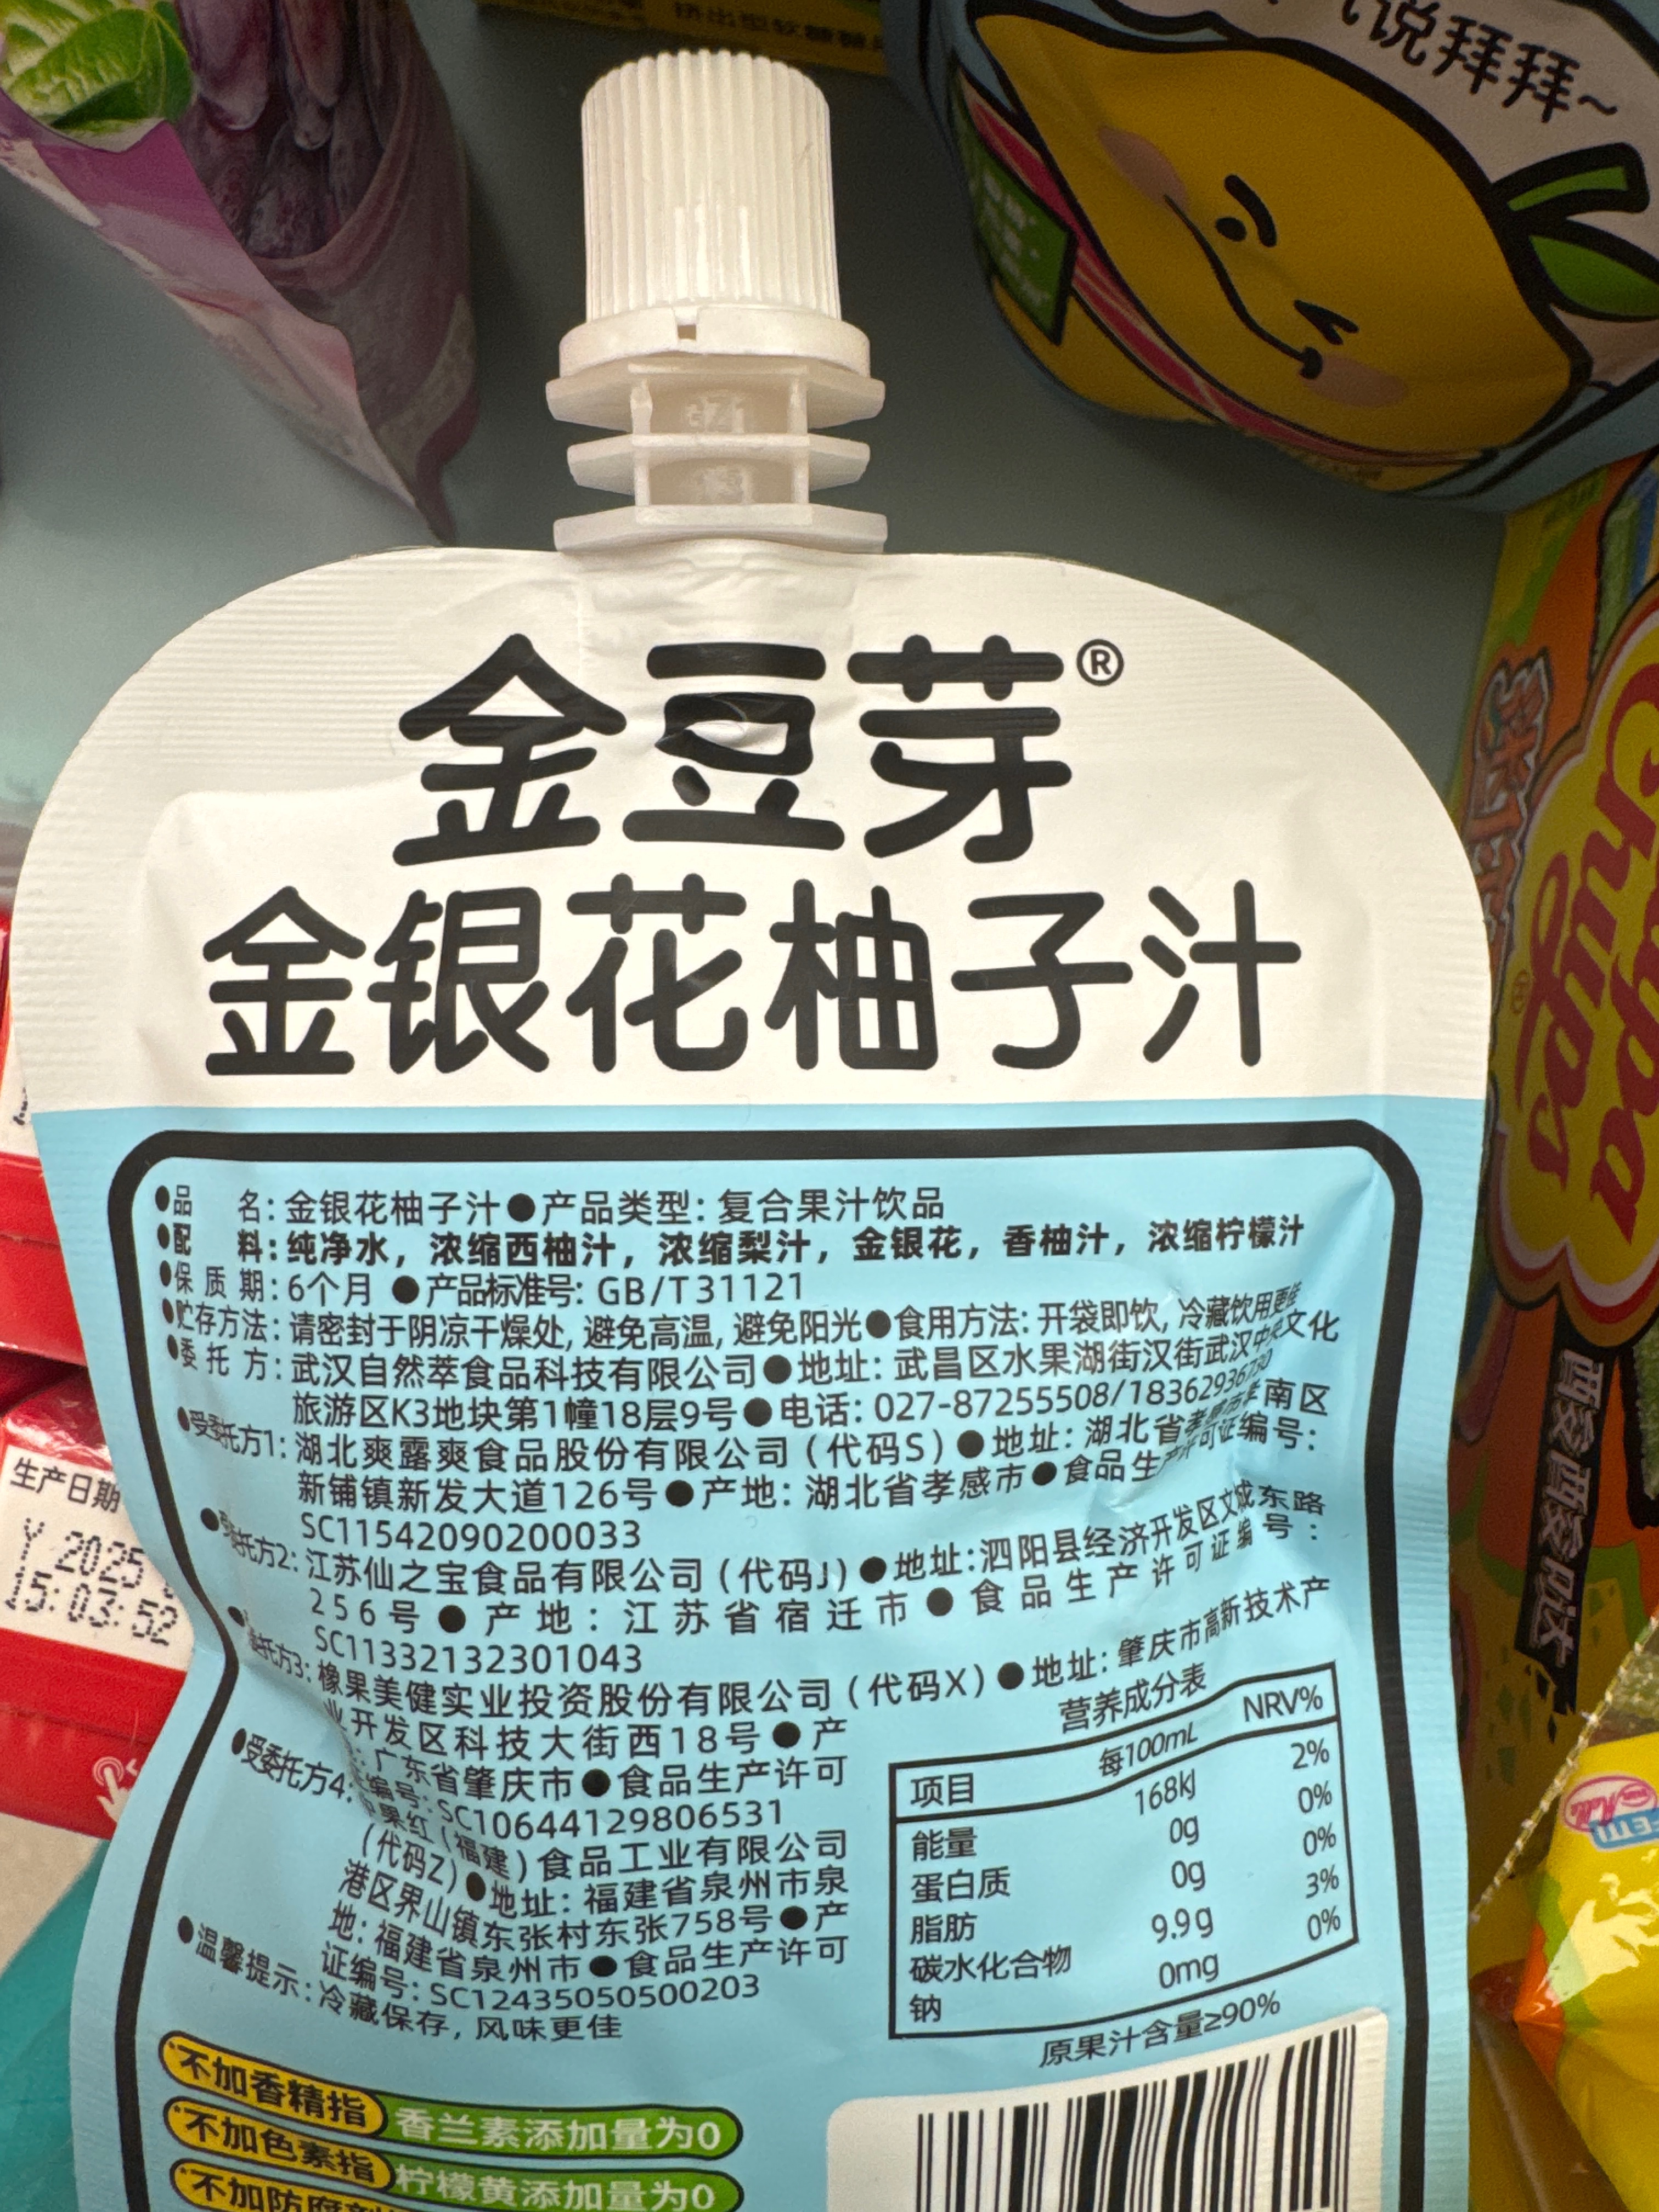 说拜拜~
金豆芽®
金银花柚子汁
●品 名: 金银花柚子汁●产品类型: 复合果汁饮品
●配 料: 纯净水, 浓缩西柚汁, 浓缩梨汁, 金银花, 香柚汁, 浓缩柠檬汁
●保 质 期: 6个月 ●产品标准号: GB/T31121
●贮存方法: 请密封于阴凉干燥处, 避免高温, 避免阳光●食用方法: 开袋即饮, 冷藏饮用更佳
●委 托 方: 武汉自然萃食品科技有限公司●地址: 武昌区水果湖街汉街武汉中央文化
旅游区K3地块第1幢18层9号●电话: 027-87255508/
●受委托方1: 湖北爽露爽食品股份有限公司 (代码S) ●地址: 湖北省孝感市孝南区
新铺镇新发大道126号●产地: 湖北省孝感市●食品生产许可证编号:
SC11542090200033
●受委托方2: 江苏仙之宝食品有限公司 (代码J) ●地址: 泗阳县经济开发区文城东路
256号●产地: 江苏省宿迁市●食品生产许可证编号:
SC11332132301043
委托方3: 橡果美健实业投资股份有限公司 (代码X) ●地址: 肇庆市高新技术产
业开发区科技大街西18号●产
: 广东省肇庆市●食品生产许可
编号: SC10644129806531
●受委托方4: 果红 (福建) 食品工业有限公司
(代码Z) ●地址: 福建省泉州市泉
港区界山镇东张村东张758号●产
地: 福建省泉州市●食品生产许可
证编号: SC12435050500203
●温馨提示: 冷藏保存, 风味更佳
营养成分表
项目 每100mL NRV%
能量 168kJ 2%
蛋白质 0g 0%
脂肪 0g 0%
碳水化合物 9.9g 3%
钠 0mg 0%
原果汁含量≥90%
*不加香精指 香兰素添加量为0
*不加色素指 柠檬黄添加量为0
*不加防腐剂
生产日期
Y 2025
15:03:52
Chupa
Chups